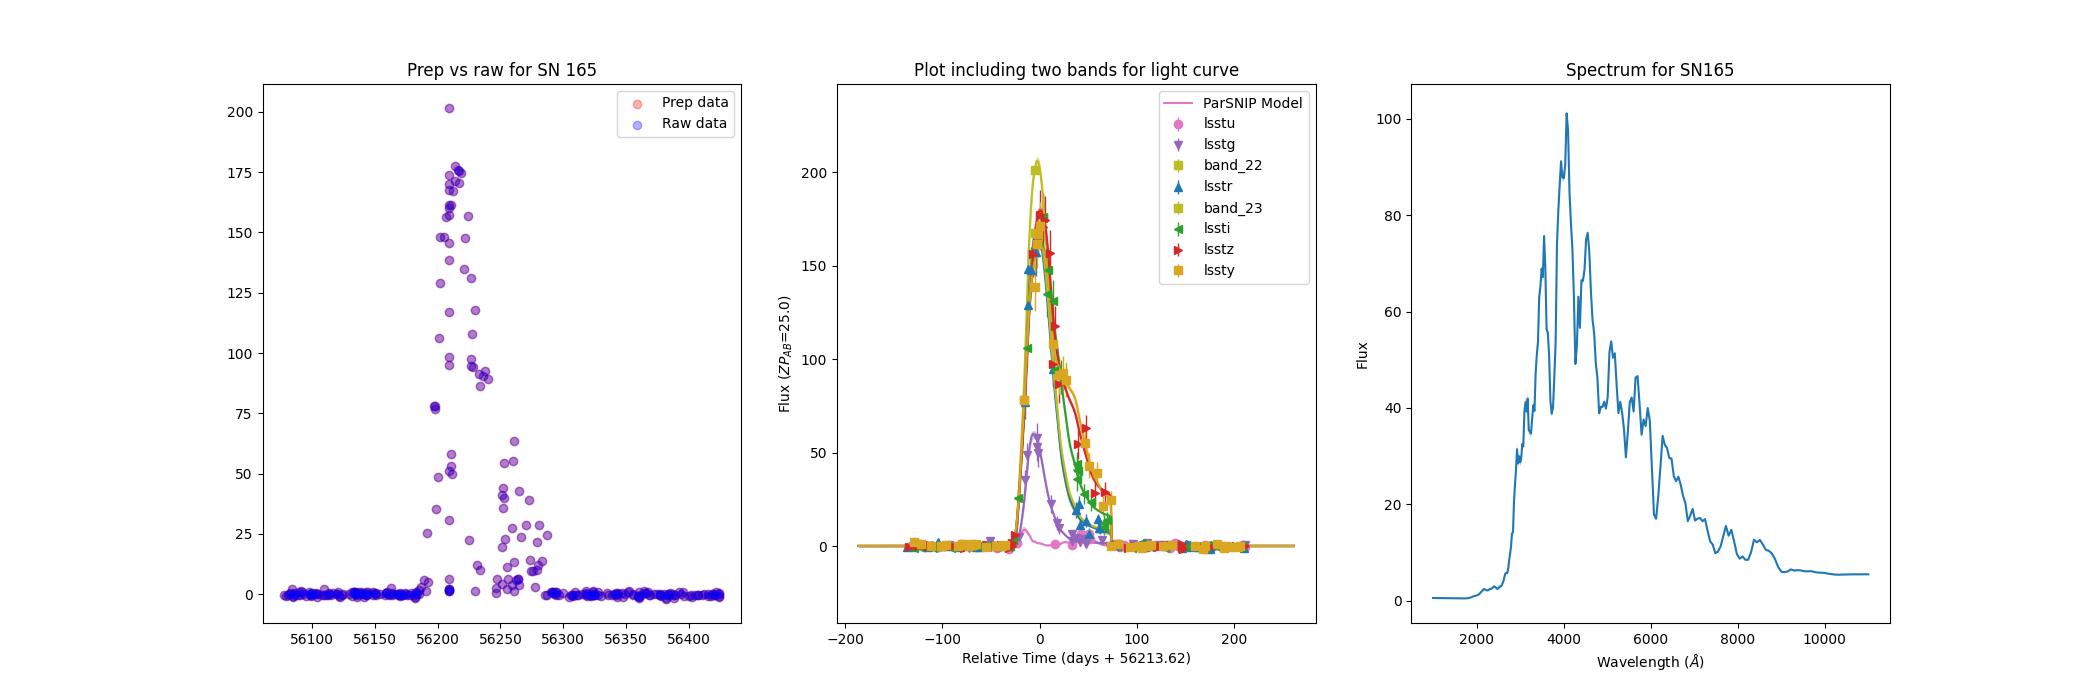 Prep vs raw for SN 165
Prep data
Raw data
200
175
150
125
100
75
50
25
0
56100 56150 56200 56250 56300 56350 56400
Plot including two bands for light curve
ParSNIP Model
lsstu
lsstg
band_22
lsstr
band_23
lssti
lsstz
lssty
Flux (ZP_AB=25.0)
200
150
100
50
0
−200 −100 0 100 200
Relative Time (days + 56213.62)
Spectrum for SN165
Flux
100
80
60
40
20
0
2000 4000 6000 8000 10000
Wavelength (Å)